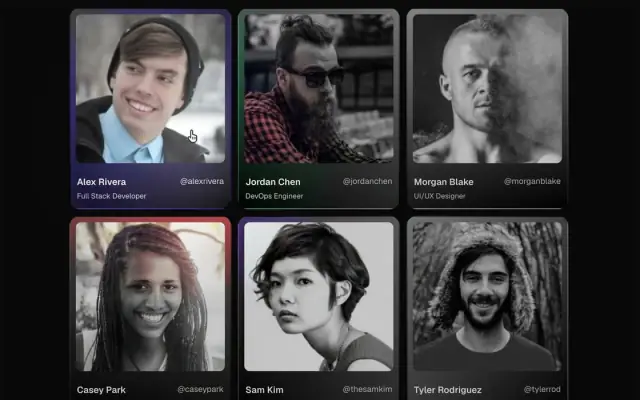 Alex Rivera @alexrivera
Full Stack Developer
Jordan Chen @jordanchen
DevOps Engineer
Morgan Blake @morganblake
UI/UX Designer
Casey Park @caseypark
Sam Kim @thesamkim
Tyler Rodriguez @tylerrod